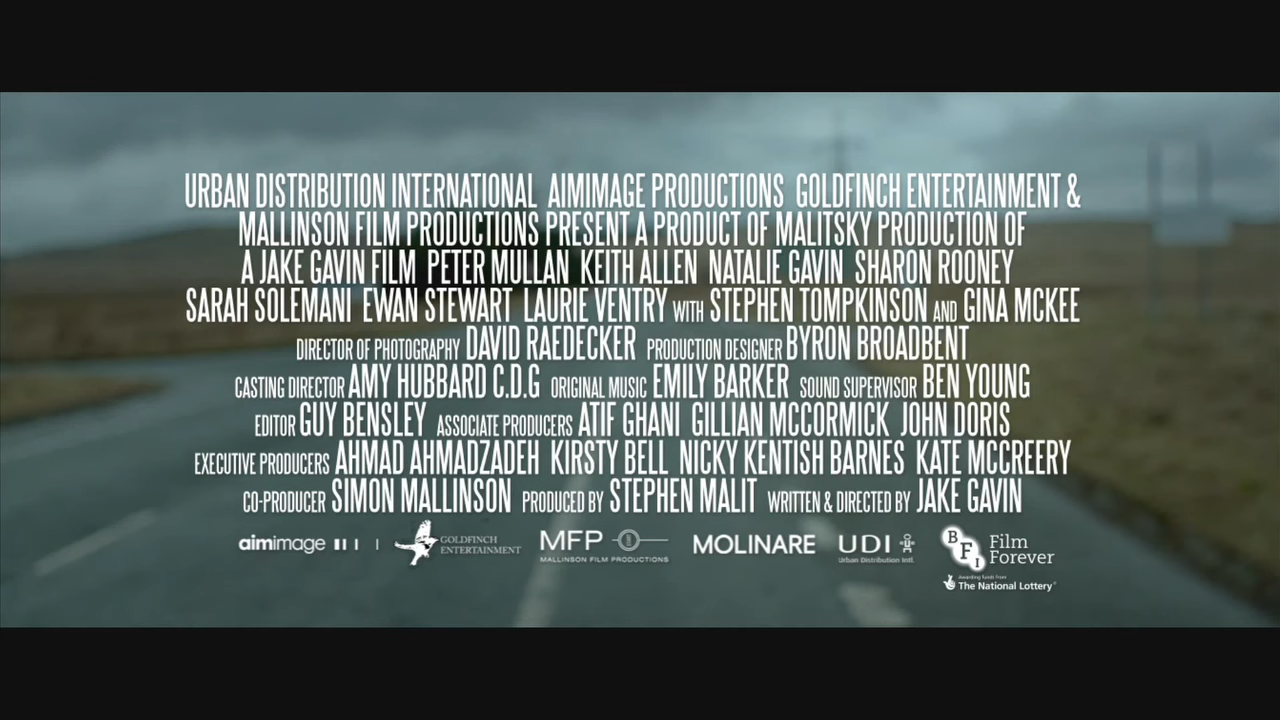 URBAN DISTRIBUTION INTERNATIONAL AIMIMAGE PRODUCTIONS GOLDFINCH ENTERTAINMENT &
MALLINSON FILM PRODUCTIONS PRESENT A PRODUCT OF MALITSKY PRODUCTION OF
A JAKE GAVIN FILM PETER MULLAN KEITH ALLEN NATALIE GAVIN SHARON ROONEY
SARAH SOLEMANI EWAN STEWART LAURIE VENTRY WITH STEPHEN TOMPKINSON AND GINA MCKEE
DIRECTOR OF PHOTOGRAPHY DAVID RAEDECKER PRODUCTION DESIGNER BYRON BROADBENT
CASTING DIRECTOR AMY HUBBARD C.D.G ORIGINAL MUSIC EMILY BARKER SOUND SUPERVISOR BEN YOUNG
EDITOR GUY BENSLEY ASSOCIATE PRODUCERS ATIF GHANI GILLIAN MCCORMICK JOHN DORIS
EXECUTIVE PRODUCERS AHMAD AHMADZADEH KIRSTY BELL NICKY KENTISH BARNES KATE MCCREERY
CO-PRODUCER SIMON MALLINSON PRODUCED BY STEPHEN MALIT WRITTEN & DIRECTED BY JAKE GAVIN
aimimage
GOLDFINCH
ENTERTAINMENT
MFP
MALLINSON FILM PRODUCTIONS
MOLINARE
UDI
Urban Distribution Intl.
BFI
Film
Forever
Awarding funds from
The National Lottery®